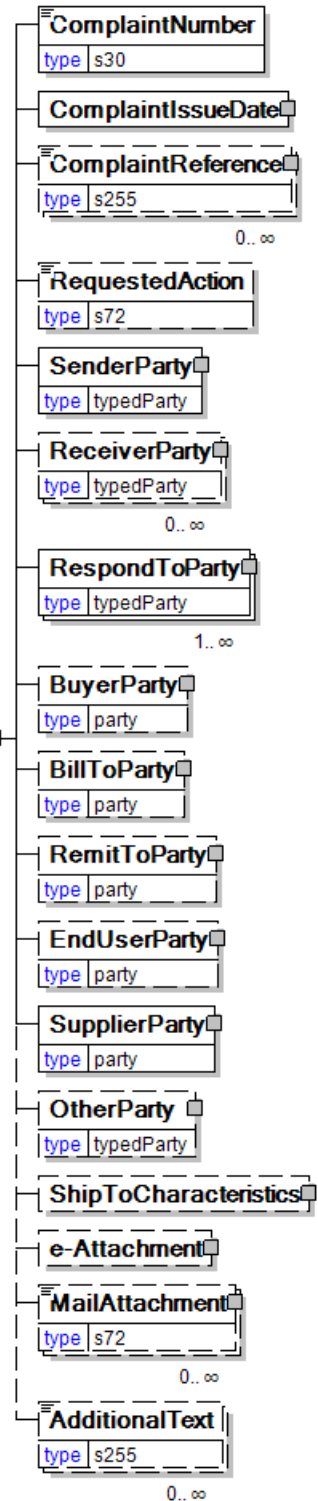 ComplaintNumber
type s30
ComplaintIssueDate
ComplaintReference
type s255
0.. ∞
RequestedAction
type s72
SenderParty
type typedParty
ReceiverParty
type typedParty
0.. ∞
RespondToParty
type typedParty
1.. ∞
BuyerParty
type party
BillToParty
type party
RemitToParty
type party
EndUserParty
type party
SupplierParty
type party
OtherParty
type typedParty
ShipToCharacteristics
e-Attachment
MailAttachment
type s72
0.. ∞
AdditionalText
type s255
0.. ∞